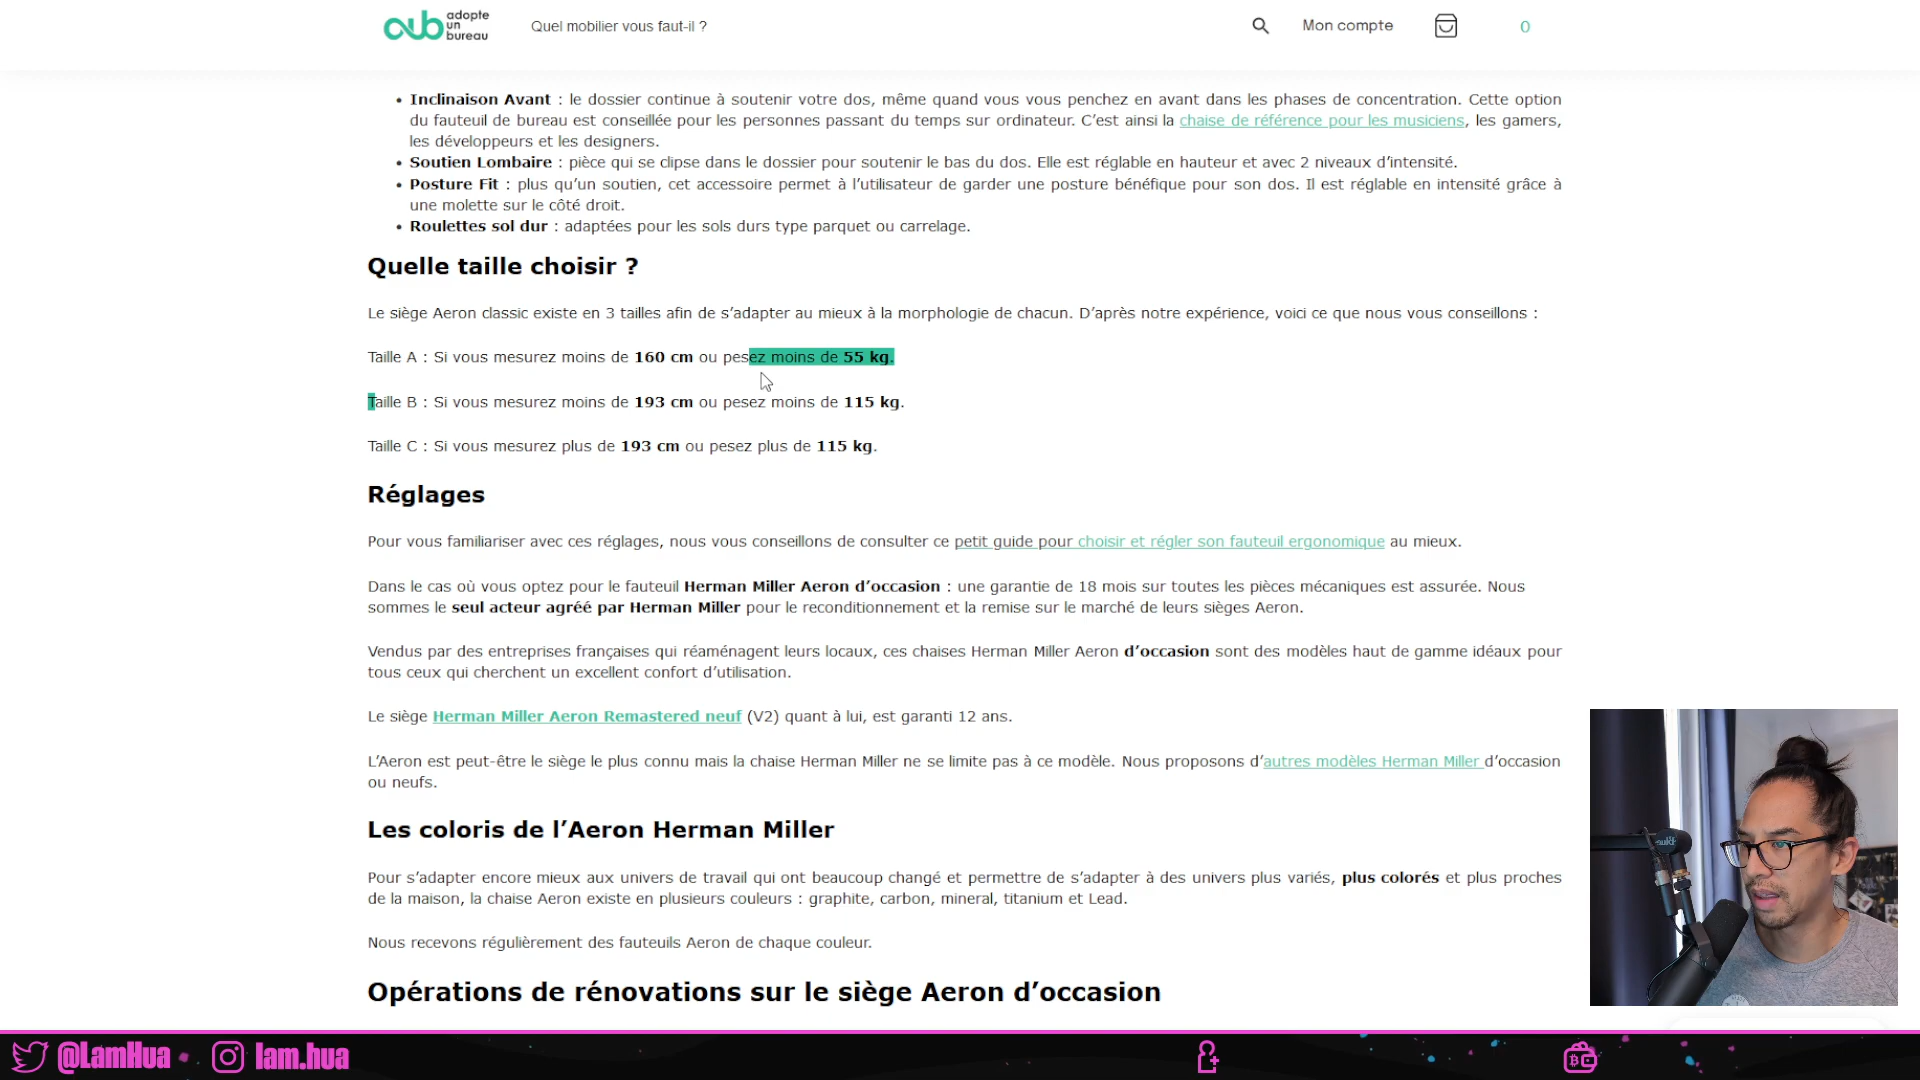 adopte
un
bureau
Quel mobilier vous faut-il ?
Mon compte
0
• Inclinaison Avant : le dossier continue à soutenir votre dos, même quand vous vous penchez en avant dans les phases de concentration. Cette option
du fauteuil de bureau est conseillée pour les personnes passant du temps sur ordinateur. C’est ainsi la chaise de référence pour les musiciens, les gamers,
les développeurs et les designers.
• Soutien Lombaire : pièce qui se clipse dans le dossier pour soutenir le bas du dos. Elle est réglable en hauteur et avec 2 niveaux d’intensité.
• Posture Fit : plus qu’un soutien, cet accessoire permet à l’utilisateur de garder une posture bénéfique pour son dos. Il est réglable en intensité grâce à
une molette sur le côté droit.
• Roulettes sol dur : adaptées pour les sols durs type parquet ou carrelage.
Quelle taille choisir ?
Le siège Aeron classic existe en 3 tailles afin de s’adapter au mieux à la morphologie de chacun. D’après notre expérience, voici ce que nous vous conseillons :
Taille A : Si vous mesurez moins de 160 cm ou pesez moins de 55 kg.
Taille B : Si vous mesurez moins de 193 cm ou pesez moins de 115 kg.
Taille C : Si vous mesurez plus de 193 cm ou pesez plus de 115 kg.
Réglages
Pour vous familiariser avec ces réglages, nous vous conseillons de consulter ce petit guide pour choisir et régler son fauteuil ergonomique au mieux.
Dans le cas où vous optez pour le fauteuil Herman Miller Aeron d’occasion : une garantie de 18 mois sur toutes les pièces mécaniques est assurée. Nous
sommes le seul acteur agréé par Herman Miller pour le reconditionnement et la remise sur le marché de leurs sièges Aeron.
Vendus par des entreprises françaises qui réaménagent leurs locaux, ces chaises Herman Miller Aeron d’occasion sont des modèles haut de gamme idéaux pour
tous ceux qui cherchent un excellent confort d’utilisation.
Le siège Herman Miller Aeron Remastered neuf (V2) quant à lui, est garanti 12 ans.
L’Aeron est peut-être le siège le plus connu mais la chaise Herman Miller ne se limite pas à ce modèle. Nous proposons d’autres modèles Herman Miller d’occasion
ou neufs.
Les coloris de l’Aeron Herman Miller
Pour s’adapter encore mieux aux univers de travail qui ont beaucoup changé et permettre de s’adapter à des univers plus variés, plus colorés et plus proches
de la maison, la chaise Aeron existe en plusieurs couleurs : graphite, carbon, mineral, titanium et Lead.
Nous recevons régulièrement des fauteuils Aeron de chaque couleur.
Opérations de rénovations sur le siège Aeron d’occasion
@LamHua
lam.hua